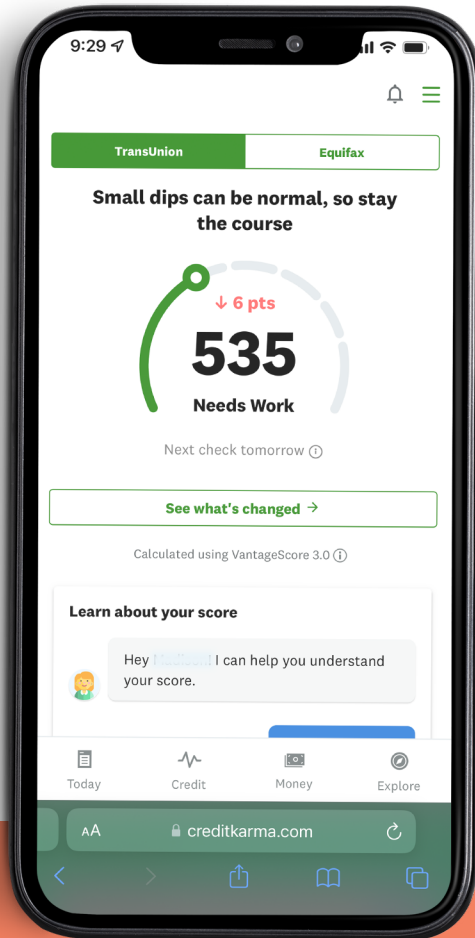 9:29
TransUnion
Equifax
Small dips can be normal, so stay
the course
↓ 6 pts
535
Needs Work
Next check tomorrow
See what's changed →
Calculated using VantageScore 3.0
Learn about your score
Hey I can help you understand
your score.
Today
Credit
Money
Explore
AA
creditkarma.com